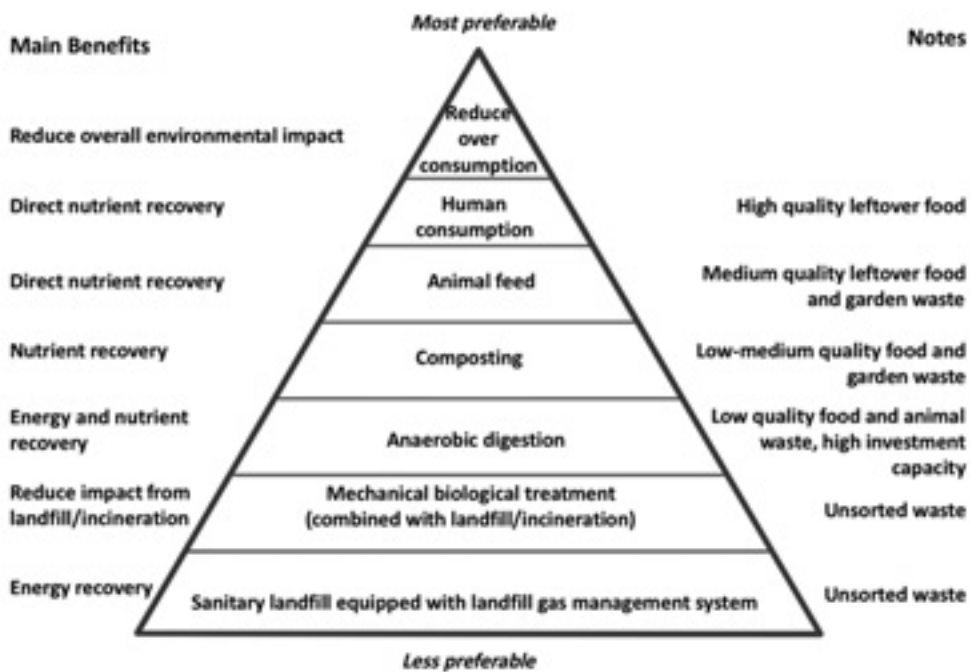 Most preferable
Main Benefits
Notes
Reduce overall environmental impact
Reduce
over
consumption
Direct nutrient recovery
Human
consumption
High quality leftover food
Direct nutrient recovery
Animal feed
Medium quality leftover food
and garden waste
Nutrient recovery
Composting
Low-medium quality food and
garden waste
Energy and nutrient
recovery
Anaerobic digestion
Low quality food and animal
waste, high investment
capacity
Reduce impact from
landfill/incineration
Mechanical biological treatment
(combined with landfill/incineration)
Unsorted waste
Energy recovery
Sanitary landfill equipped with landfill gas management system
Unsorted waste
Less preferable